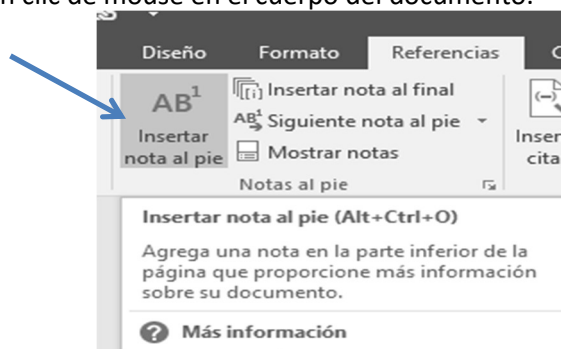 clic de mouse en el cuerpo del documento.
Diseño Formato Referencias
AB1 Insertar nota al final
AB1 Siguiente nota al pie
Insertar
nota al pie Mostrar notas
Notas al pie
cita
Insertar nota al pie (Alt+Ctrl+O)
Agrega una nota en la parte inferior de la
página que proporcione más información
sobre su documento.
Más información